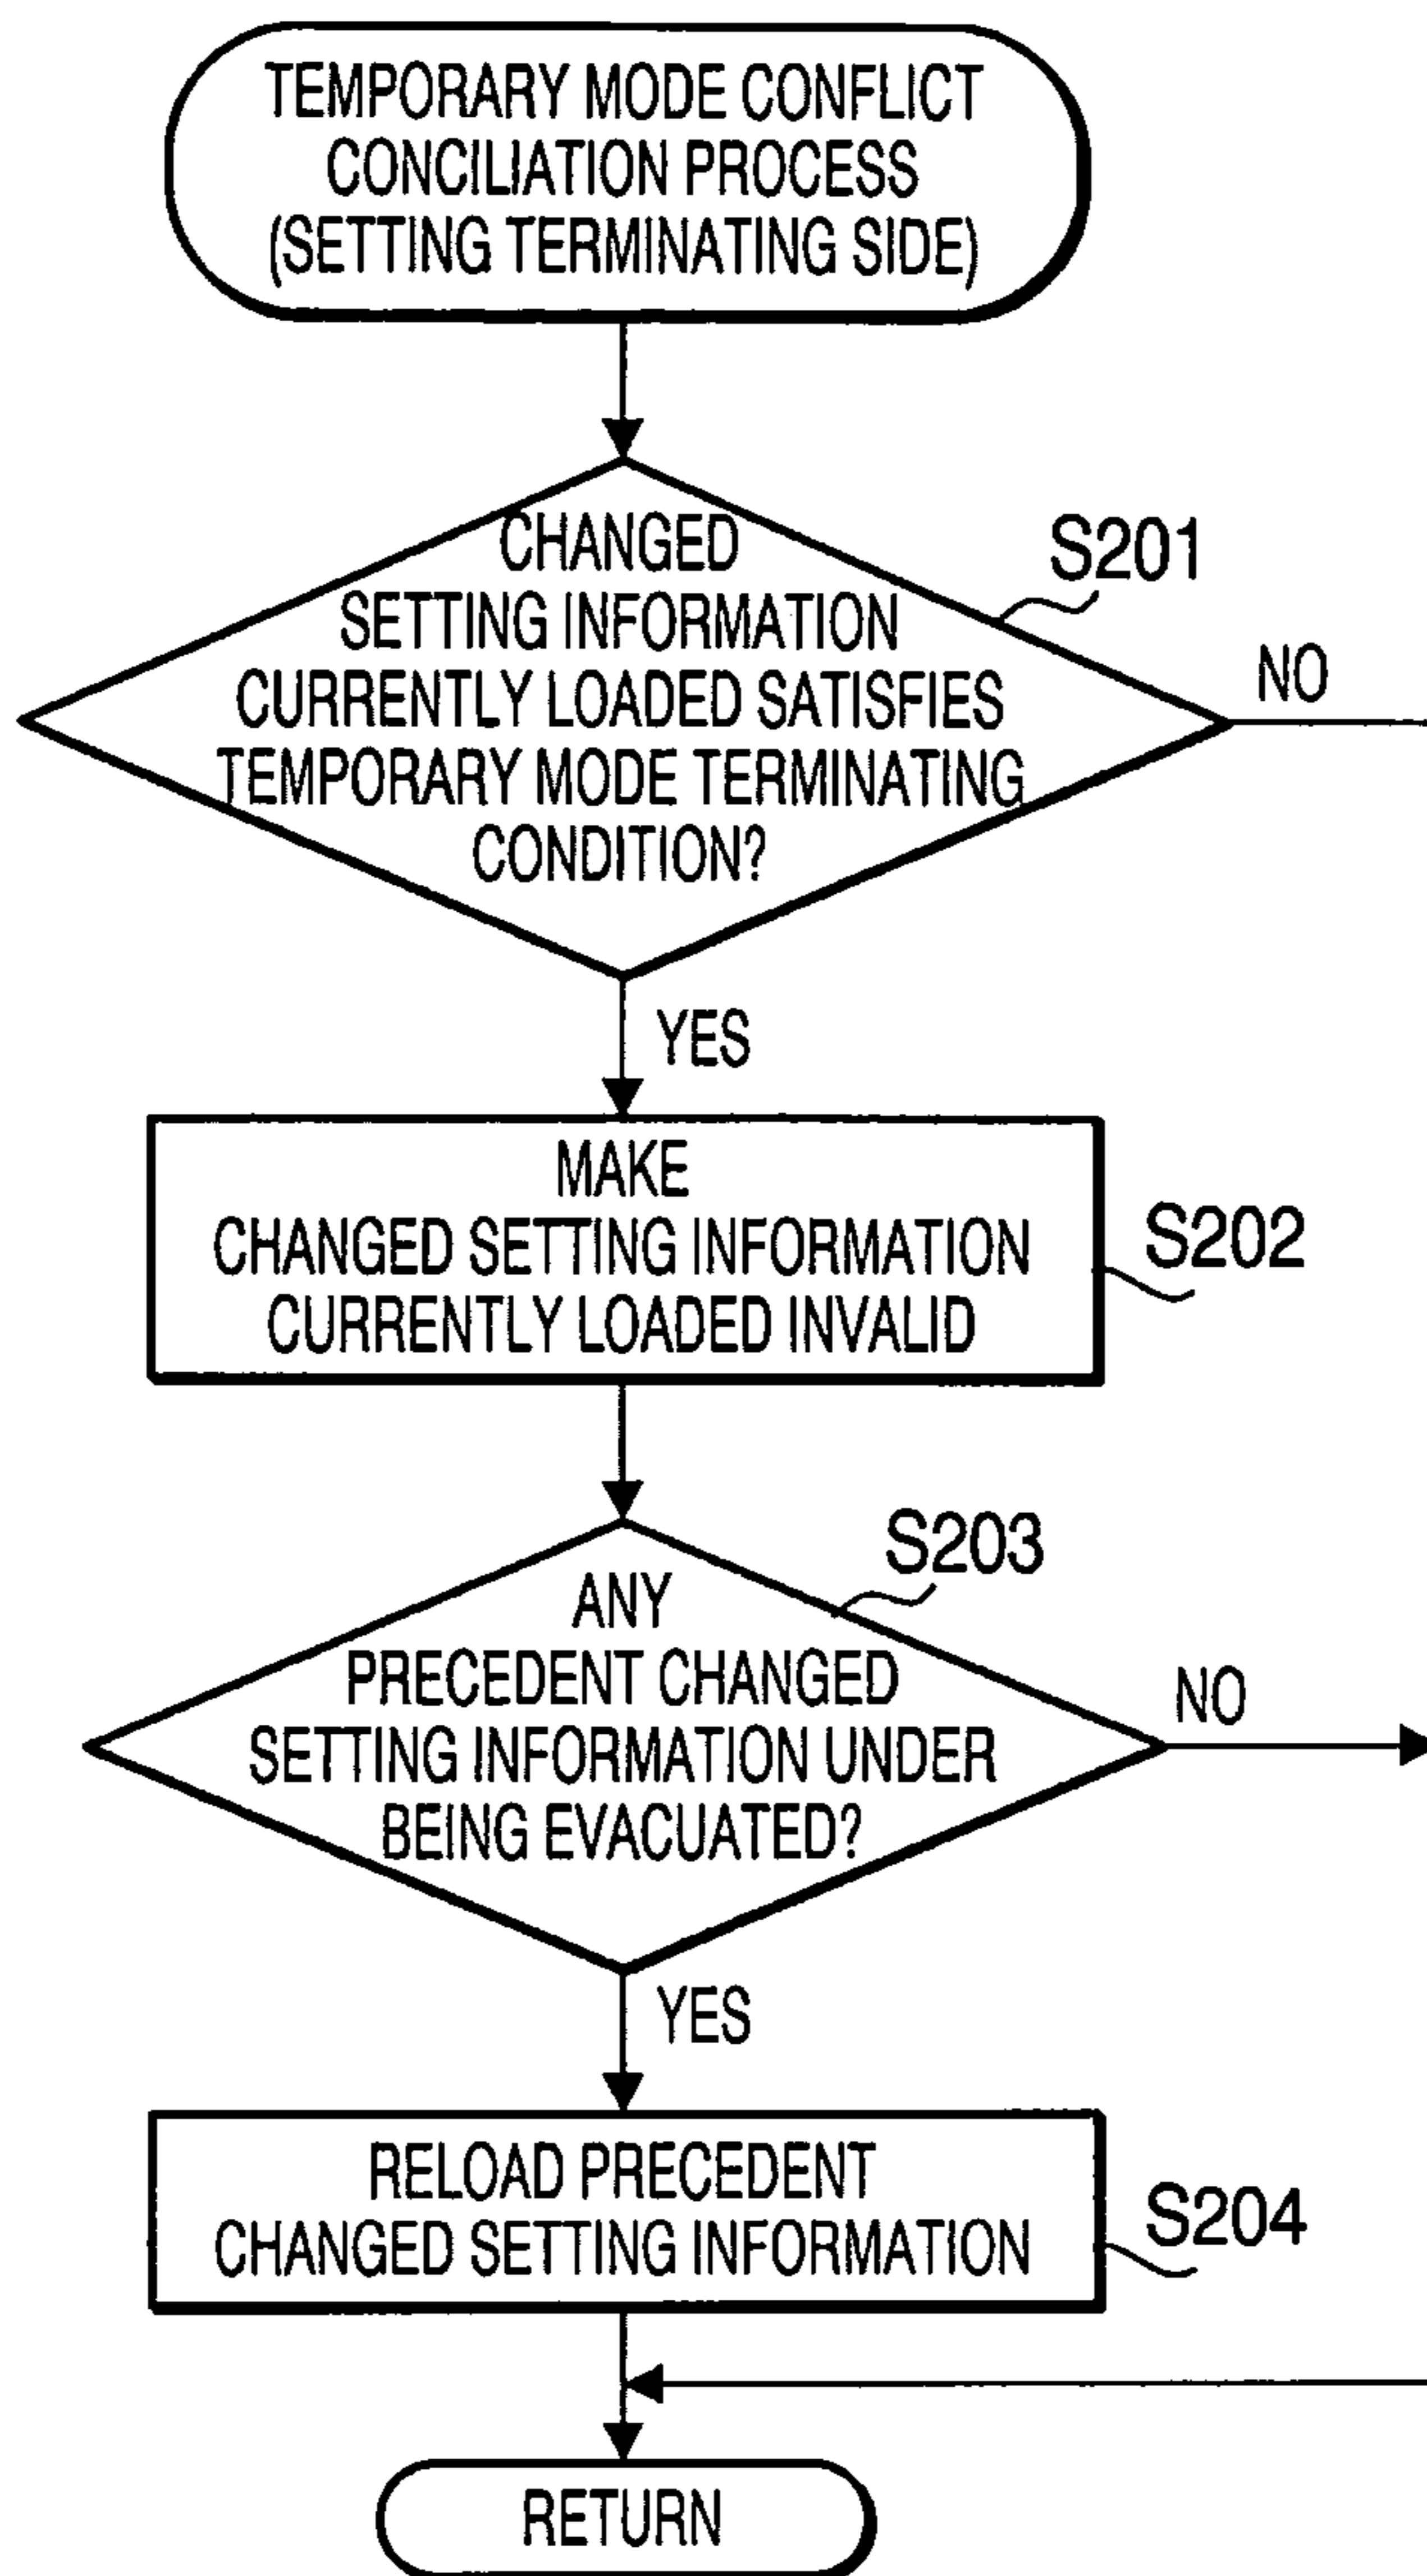 TEMPORARY MODE CONFLICT
CONCILIATION PROCESS
(SETTING TERMINATING SIDE)
CHANGED
SETTING INFORMATION
CURRENTLY LOADED SATISFIES
TEMPORARY MODE TERMINATING
CONDITION?
S201
NO
YES
MAKE
CHANGED SETTING INFORMATION
CURRENTLY LOADED INVALID
S202
S203
ANY
PRECEDENT CHANGED
SETTING INFORMATION UNDER
BEING EVACUATED?
NO
YES
RELOAD PRECEDENT
CHANGED SETTING INFORMATION
S204
RETURN